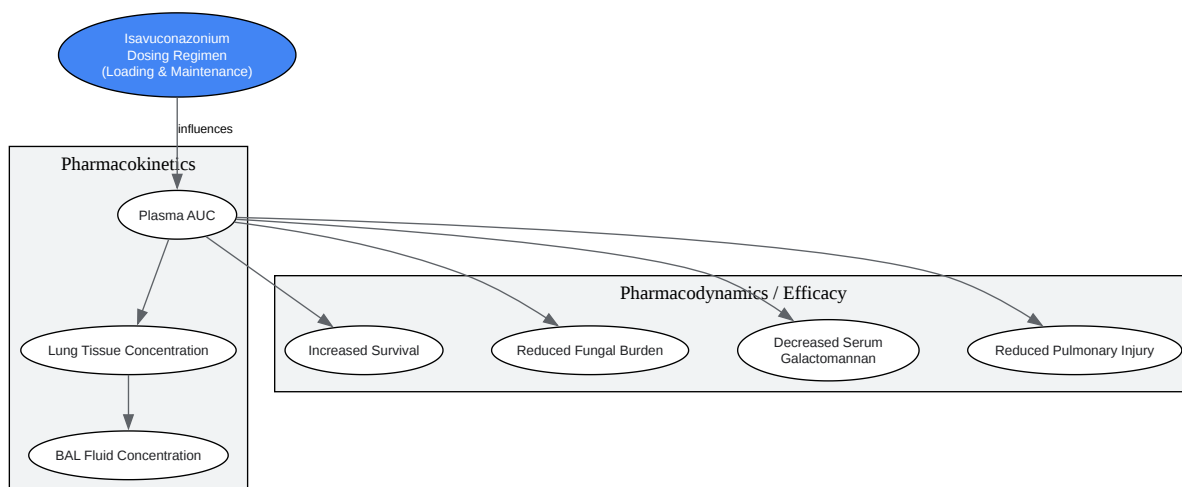 Isavuconazonium
Dosing Regimen
(Loading & Maintenance)
influences
Pharmacokinetics
Plasma AUC
Pharmacodynamics / Efficacy
Lung Tissue Concentration
Increased Survival
Reduced Fungal Burden
Decreased Serum
Galactomannan
Reduced Pulmonary Injury
BAL Fluid Concentration